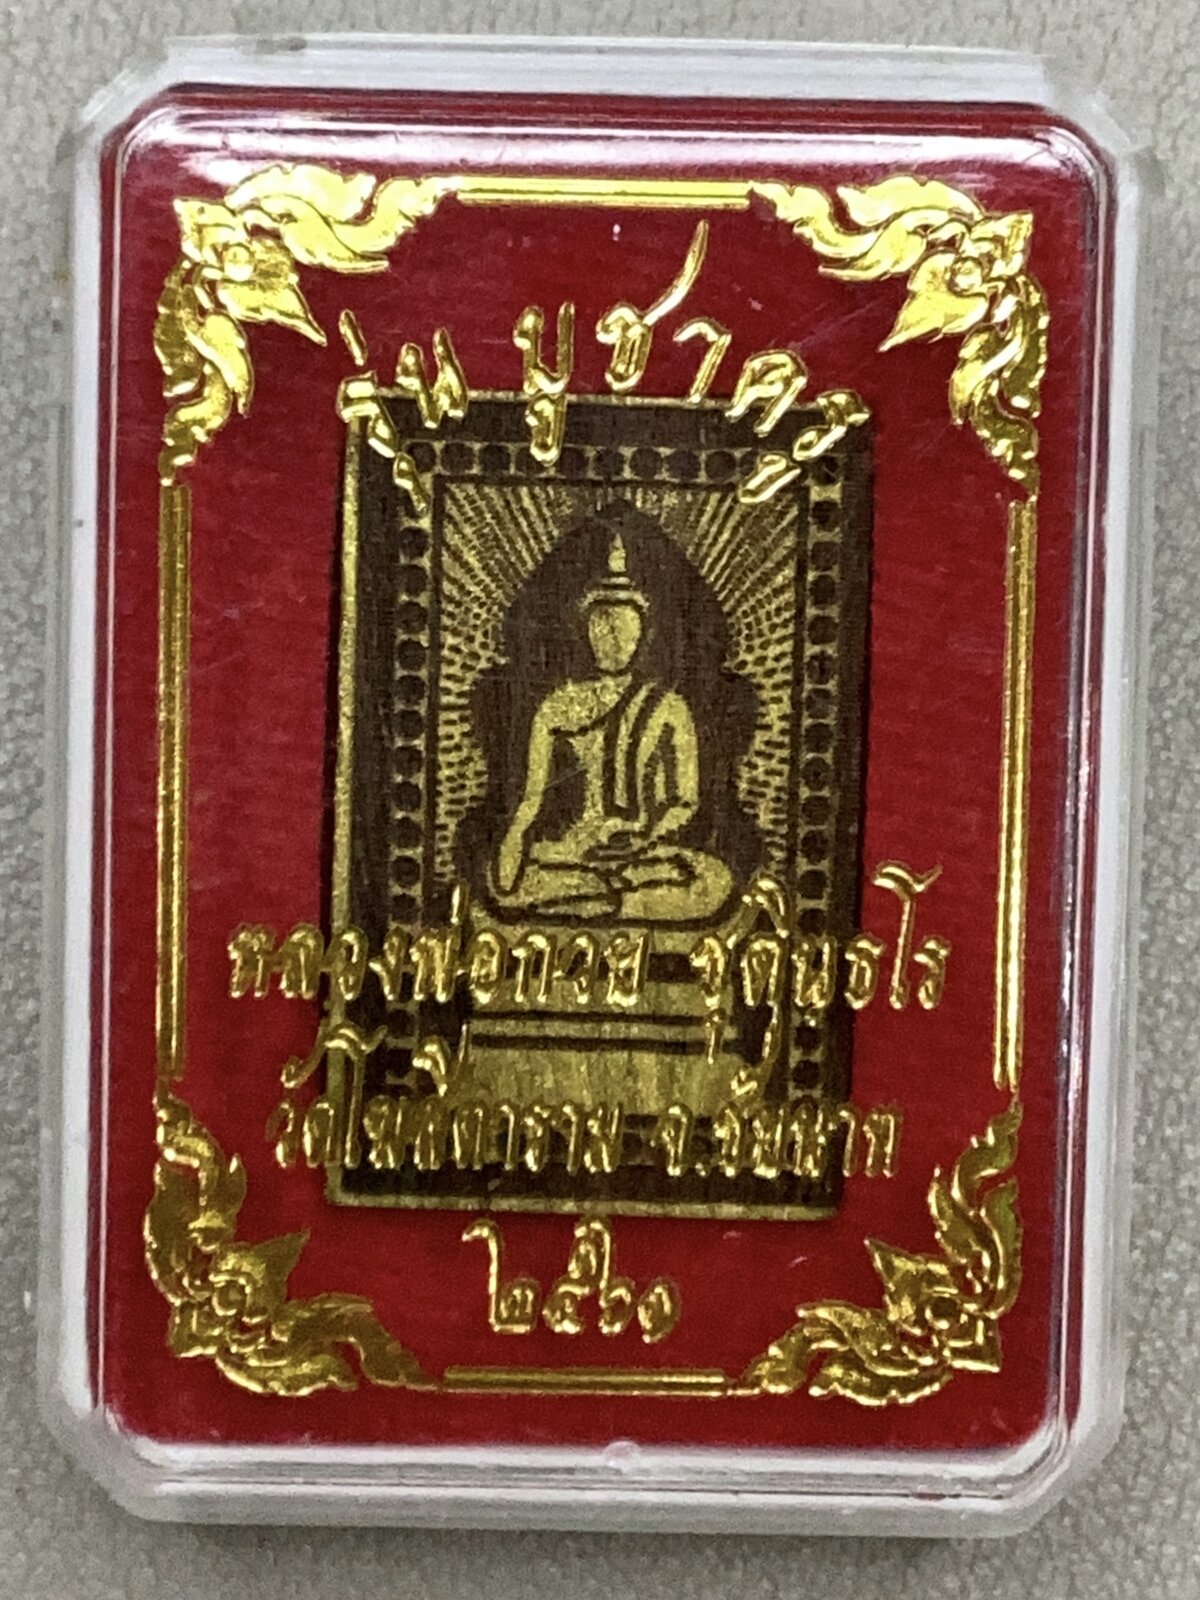 รุ่น บูชาครู
หลวงพ่อกวย ชุตินฺธโร
วัดโฆสิตาราม จ.ชัยนาท
๒๕๖๑